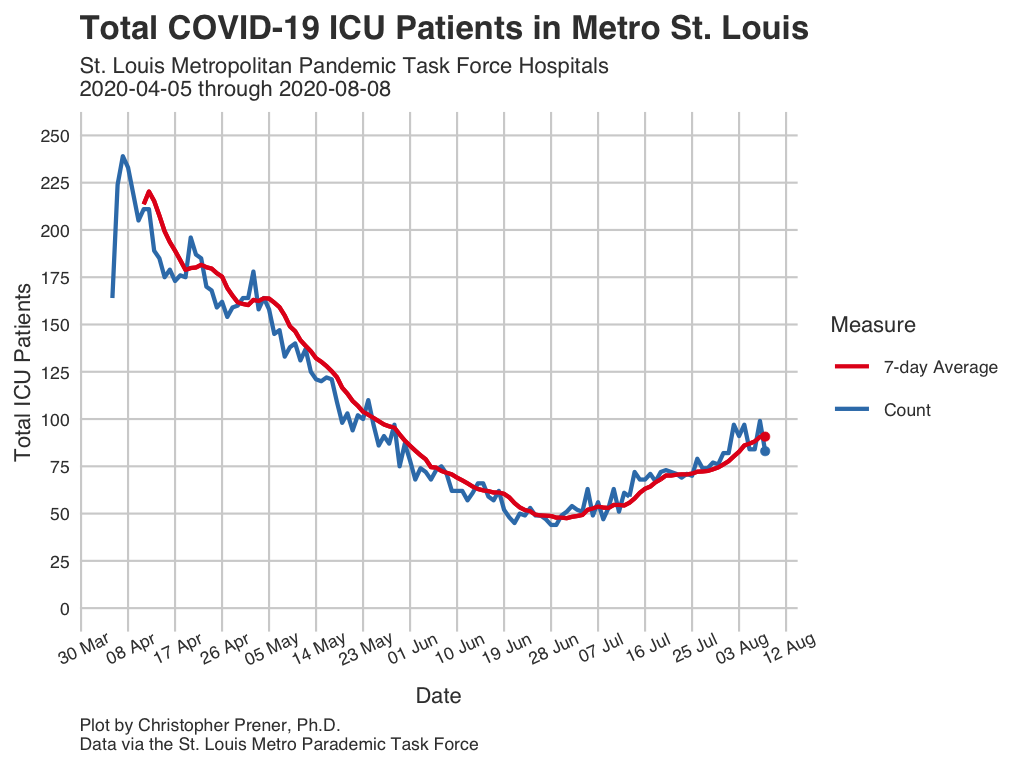 Total COVID-19 ICU Patients in Metro St. Louis
St. Louis Metropolitan Pandemic Task Force Hospitals
2020-04-05 through 2020-08-08
250
225
200
175
150
125
100
75
50
25
0
Total ICU Patients
30 Mar
08 Apr
17 Apr
26 Apr
05 May
14 May
23 May
01 Jun
10 Jun
19 Jun
28 Jun
07 Jul
16 Jul
25 Jul
03 Aug
12 Aug
Date
Measure
7-day Average
Count
Plot by Christopher Prener, Ph.D.
Data via the St. Louis Metro Parademic Task Force